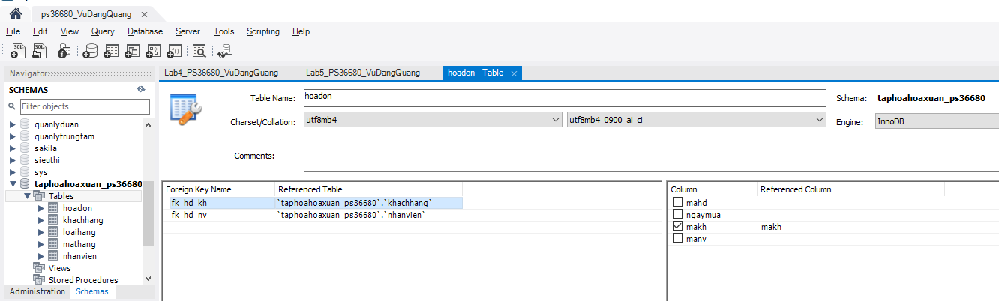 ps36680_VuDangQuang
File Edit View Query Database Server Tools Scripting Help
Navigator
SCHEMAS
Filter objects
quanlyduan
quanlytrungtam
sakila
sieuthi
sys
taphoahoaxuan_ps36680
Tables
hoadon
khachhang
loaihang
mathang
nhanvien
Views
Stored Procedures
Administration Schemas
Lab4_PS36680_VuDangQuang Lab5_PS36680_VuDangQuang hoadon - Table
Table Name: hoadon Schema: taphoahoaxuan_ps36680
Charset/Collation: utf8mb4 utf8mb4_0900_ai_ci Engine: InnoDB
Comments:
Foreign Key Name Referenced Table
fk_hd_kh `taphoahoaxuan_ps36680`.`khachhang`
fk_hd_nv `taphoahoaxuan_ps36680`.`nhanvien`
Column Referenced Column
mahd
ngaymua
makh makh
manv